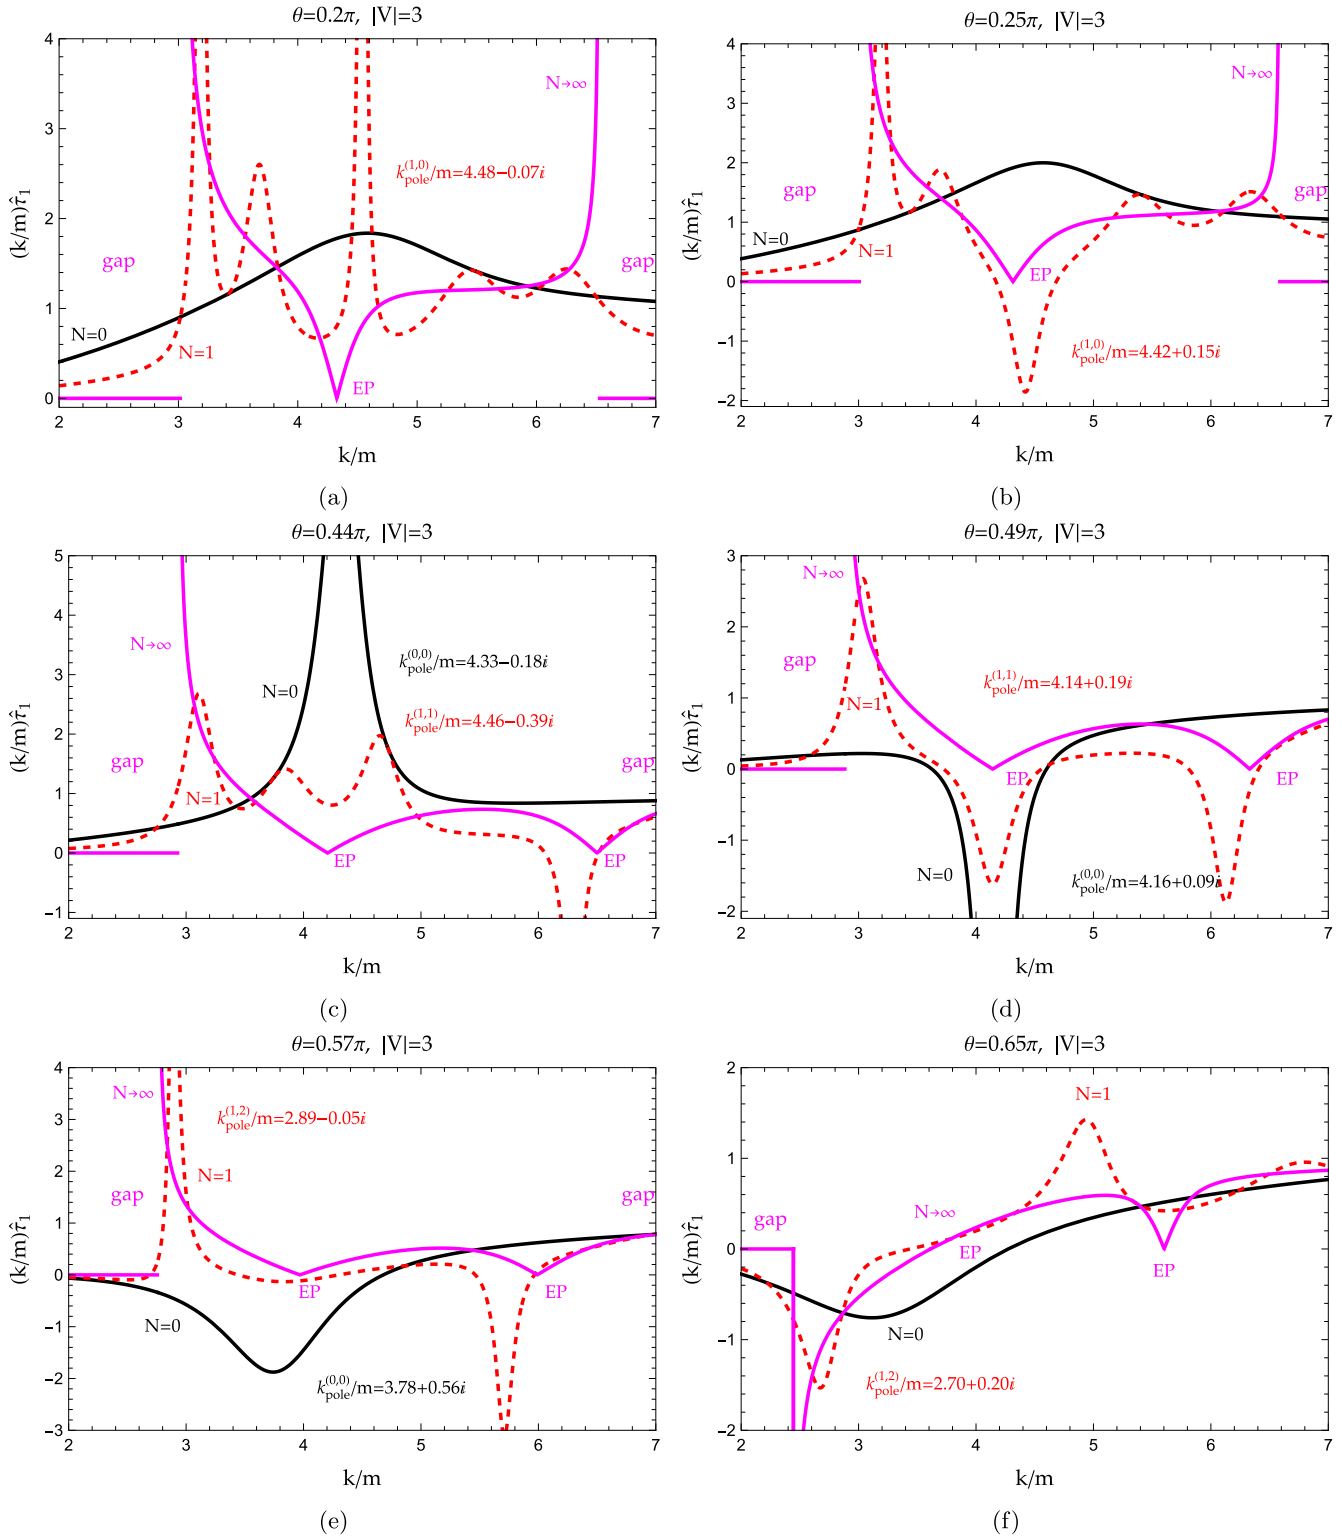 θ=0.2π, |V|=3
4
3
2
1
0
(k/m)τ̂₁
N→∞
k_pole^(1,0)/m=4.48−0.07i
gap
gap
N=0
N=1
EP
2 3 4 5 6 7
k/m
(a)
θ=0.25π, |V|=3
4
3
2
1
0
−1
−2
(k/m)τ̂₁
N→∞
gap
gap
N=0
N=1
EP
k_pole^(1,0)/m=4.42+0.15i
2 3 4 5 6 7
k/m
(b)
θ=0.44π, |V|=3
5
4
3
2
1
0
−1
(k/m)τ̂₁
N→∞
N=0
k_pole^(0,0)/m=4.33−0.18i
k_pole^(1,1)/m=4.46−0.39i
gap
gap
N=1
EP
EP
2 3 4 5 6 7
k/m
(c)
θ=0.49π, |V|=3
3
2
1
0
−1
−2
(k/m)τ̂₁
N→∞
gap
k_pole^(1,1)/m=4.14+0.19i
N=1
EP
EP
N=0
k_pole^(0,0)/m=4.16+0.09i
2 3 4 5 6 7
k/m
(d)
θ=0.57π, |V|=3
4
3
2
1
0
−1
−2
−3
(k/m)τ̂₁
N→∞
k_pole^(1,2)/m=2.89−0.05i
N=1
gap
gap
EP
EP
N=0
k_pole^(0,0)/m=3.78+0.56i
2 3 4 5 6 7
k/m
(e)
θ=0.65π, |V|=3
2
1
0
−1
−2
(k/m)τ̂₁
N=1
gap
N→∞
EP
EP
N=0
k_pole^(1,2)/m=2.70+0.20i
2 3 4 5 6 7
k/m
(f)